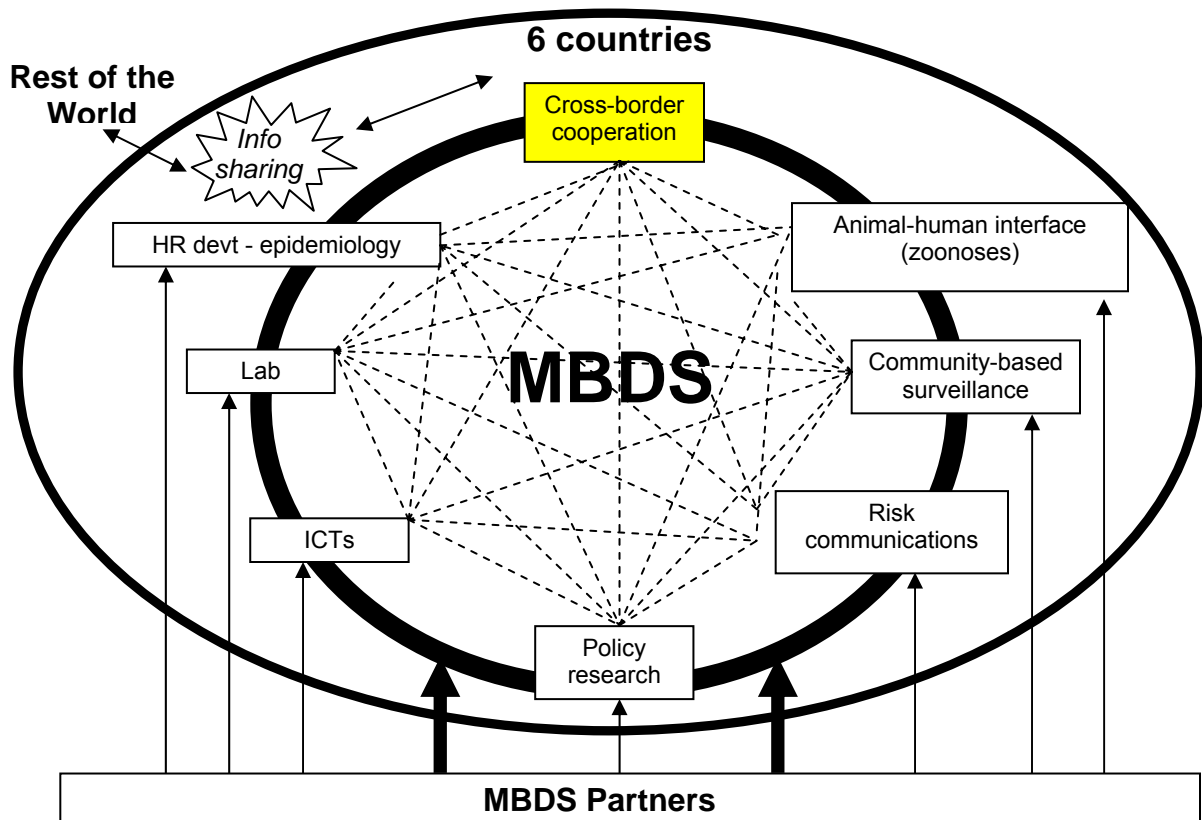 6 countries
Rest of the
World
Info
sharing
Cross-border
cooperation
HR devt - epidemiology
Animal-human interface
(zoonoses)
Lab
MBDS
Community-based
surveillance
ICTs
Risk
communications
Policy
research
MBDS Partners